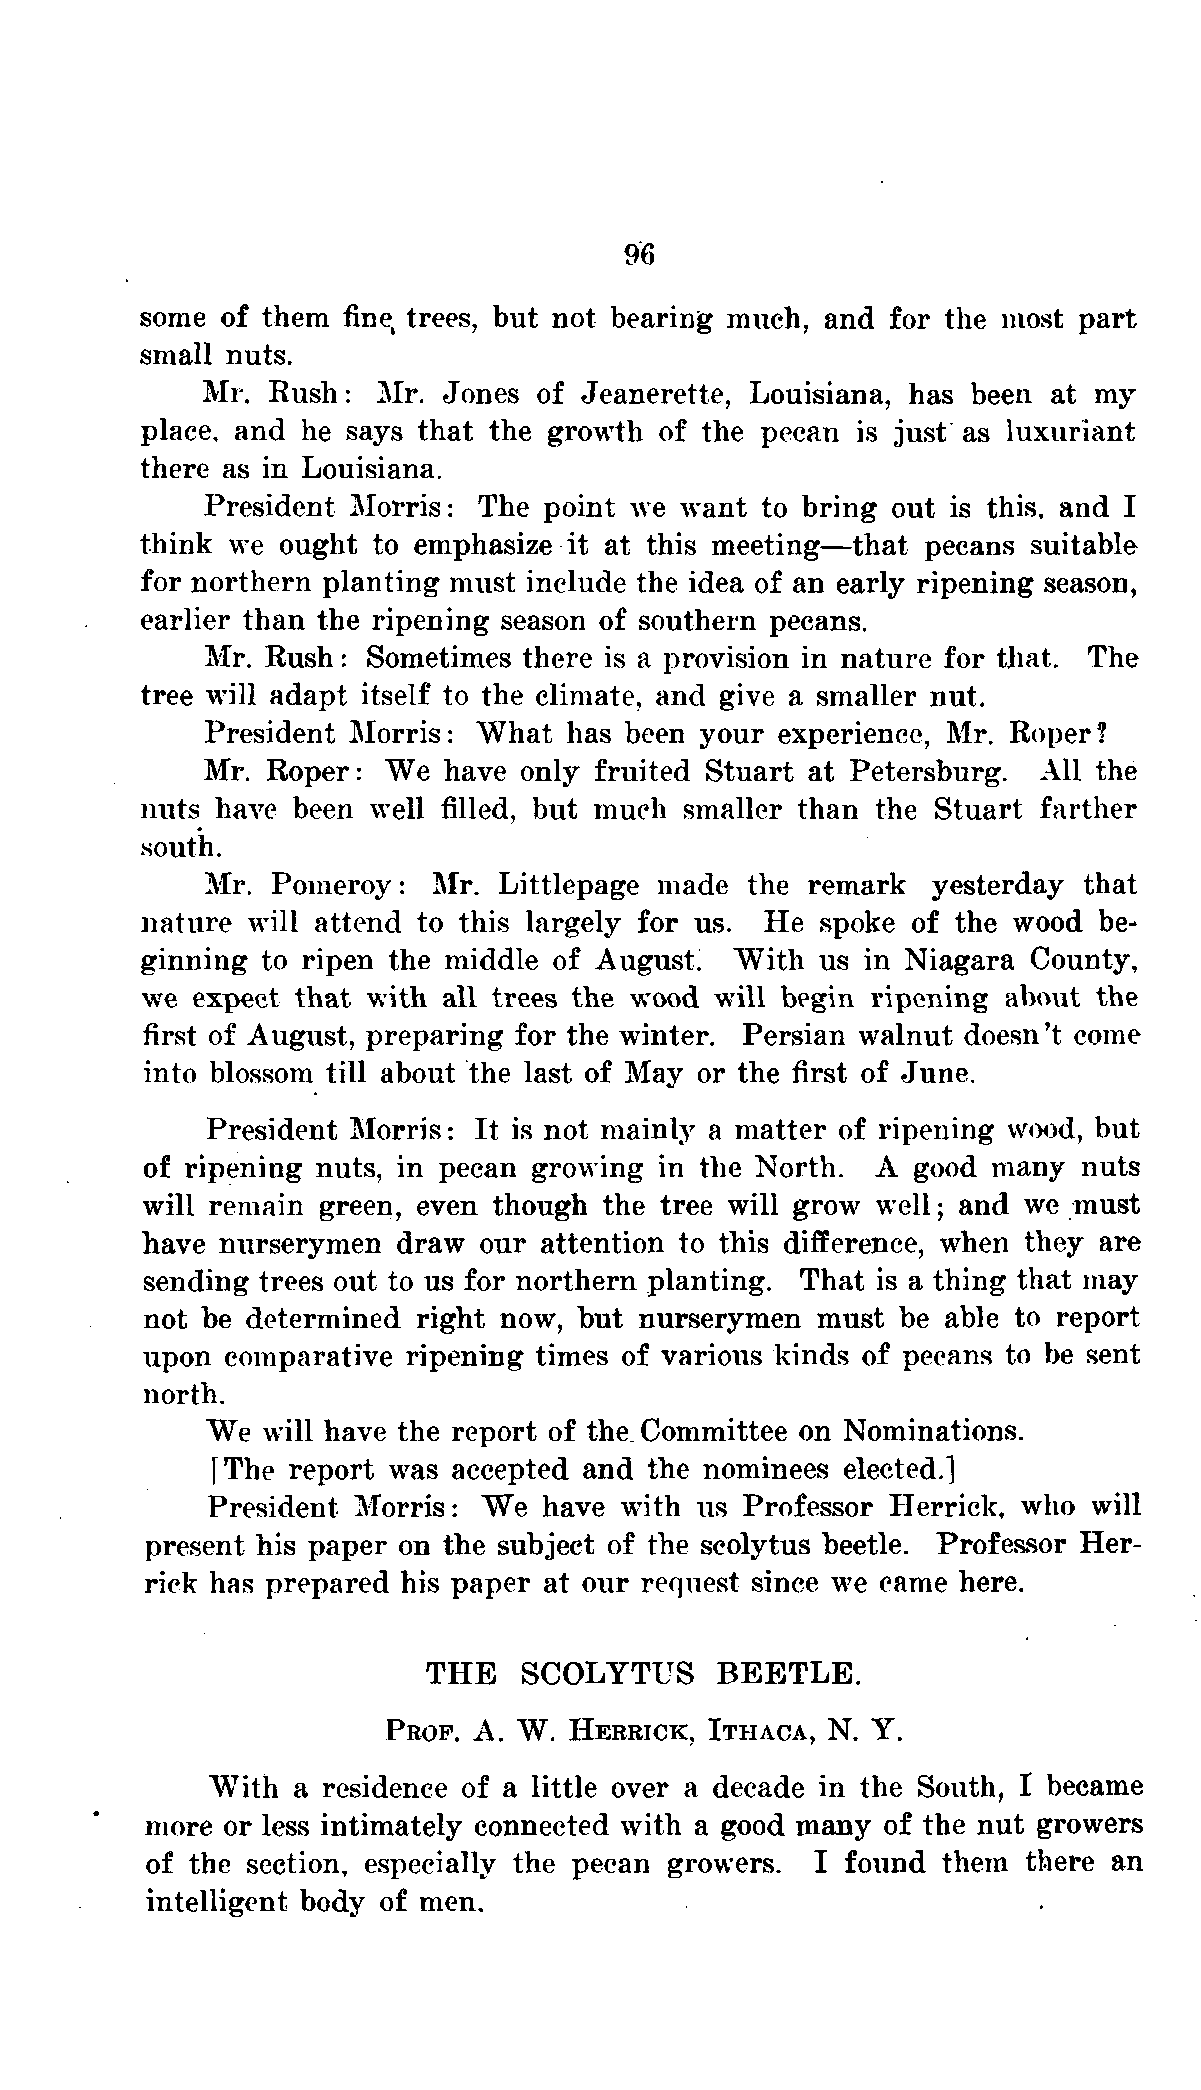 96
some of them fine, trees, but not bearing much, and for the most part
small nuts.
Mr. Rush: Mr. Jones of Jeanerette, Louisiana, has been at my
place, and he says that the growth of the pecan is just as luxuriant
there as in Louisiana.
President Morris: The point we want to bring out is this, and I
think we ought to emphasize it at this meeting—that pecans suitable
for northern planting must include the idea of an early ripening season,
earlier than the ripening season of southern pecans.
Mr. Rush: Sometimes there is a provision in nature for that. The
tree will adapt itself to the climate, and give a smaller nut.
President Morris: What has been your experience, Mr. Roper?
Mr. Roper: We have only fruited Stuart at Petersburg. All the
nuts have been well filled, but much smaller than the Stuart farther
south.
Mr. Pomeroy: Mr. Littlepage made the remark yesterday that
nature will attend to this largely for us. He spoke of the wood be-
ginning to ripen the middle of August. With us in Niagara County,
we expect that with all trees the wood will begin ripening about the
first of August, preparing for the winter. Persian walnut doesn't come
into blossom till about the last of May or the first of June.
President Morris: It is not mainly a matter of ripening wood, but
of ripening nuts, in pecan growing in the North. A good many nuts
will remain green, even though the tree will grow well; and we must
have nurserymen draw our attention to this difference, when they are
sending trees out to us for northern planting. That is a thing that may
not be determined right now, but nurserymen must be able to report
upon comparative ripening times of various kinds of pecans to be sent
north.
We will have the report of the Committee on Nominations.
[The report was accepted and the nominees elected.]
President Morris: We have with us Professor Herrick, who will
present his paper on the subject of the scolytus beetle. Professor Her-
rick has prepared his paper at our request since we came here.
THE SCOLYTUS BEETLE.
PROF. A. W. HERRICK, ITHACA, N. Y.
With a residence of a little over a decade in the South, I became
more or less intimately connected with a good many of the nut growers
of the section, especially the pecan growers. I found them there an
intelligent body of men.